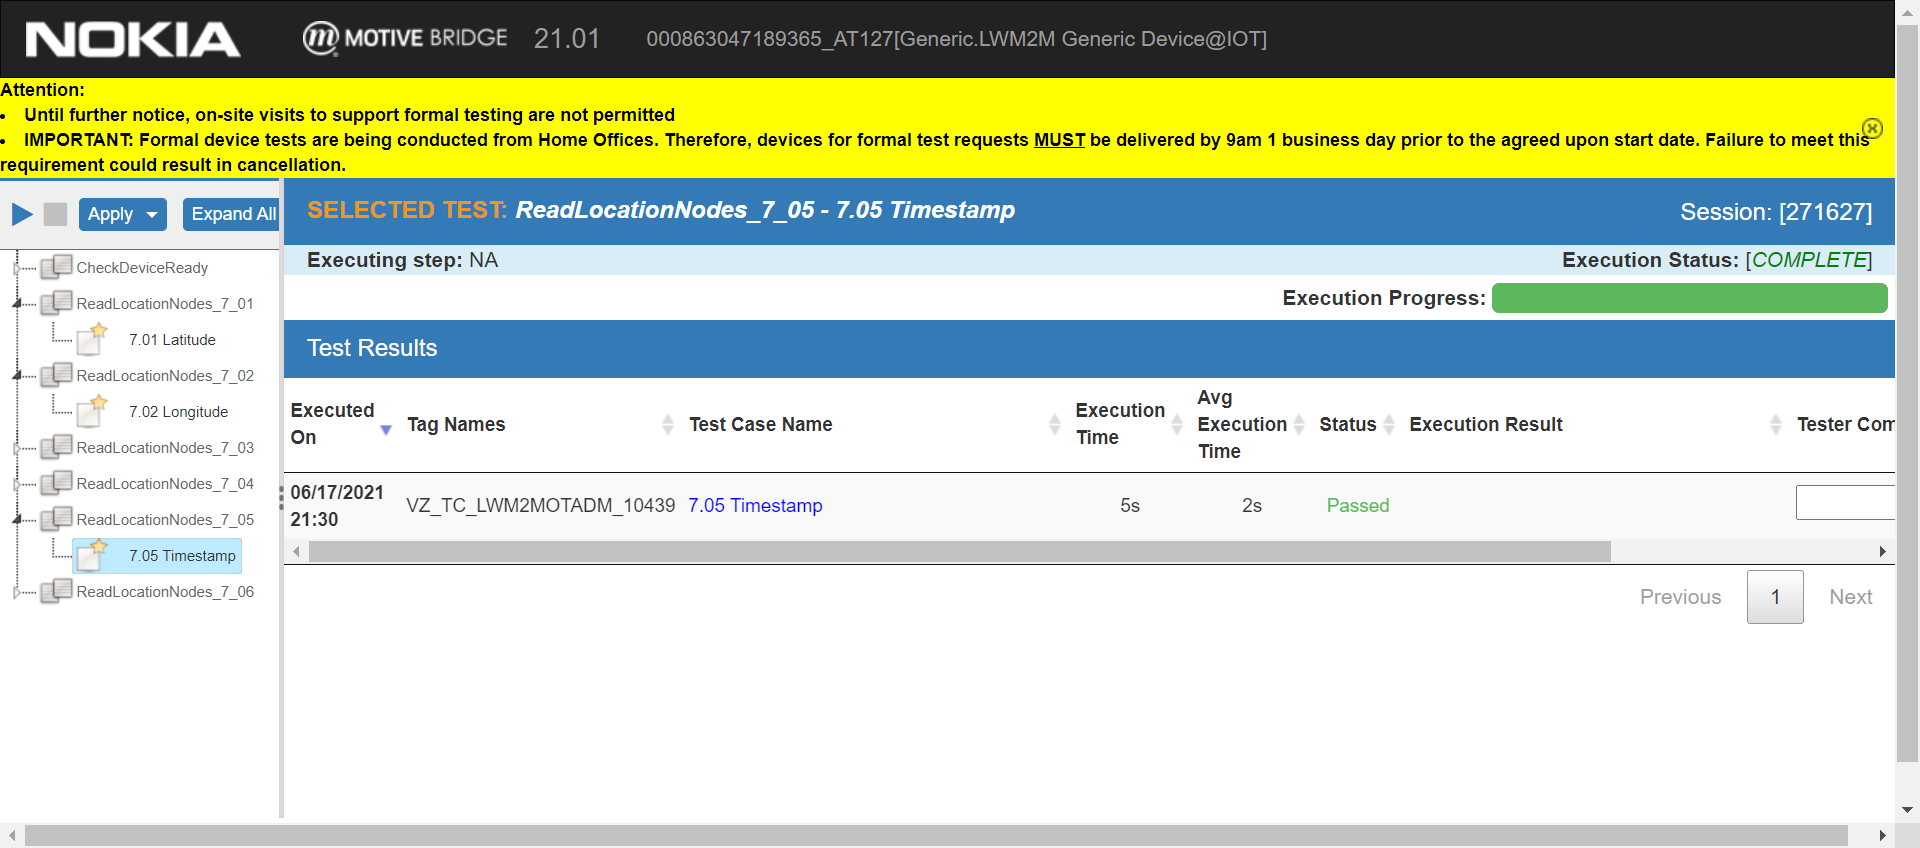 NOKIA MOTIVE BRIDGE 21.01 000863047189365_AT127[Generic.LWM2M Generic Device@IOT]
Attention:
• Until further notice, on-site visits to support formal testing are not permitted
• IMPORTANT: Formal device tests are being conducted from Home Offices. Therefore, devices for formal test requests MUST be delivered by 9am 1 business day prior to the agreed upon start date. Failure to meet this
requirement could result in cancellation.
Apply Expand All
CheckDeviceReady
ReadLocationNodes_7_01
7.01 Latitude
ReadLocationNodes_7_02
7.02 Longitude
ReadLocationNodes_7_03
ReadLocationNodes_7_04
ReadLocationNodes_7_05
7.05 Timestamp
ReadLocationNodes_7_06
SELECTED TEST: ReadLocationNodes_7_05 - 7.05 Timestamp Session: [271627]
Executing step: NA Execution Status: [COMPLETE]
Execution Progress:
Test Results
Executed On Tag Names Test Case Name Execution Time Avg Execution Time Status Execution Result Tester Com
06/17/2021 21:30 VZ_TC_LWM2MOTADM_10439 7.05 Timestamp 5s 2s Passed
Previous 1 Next